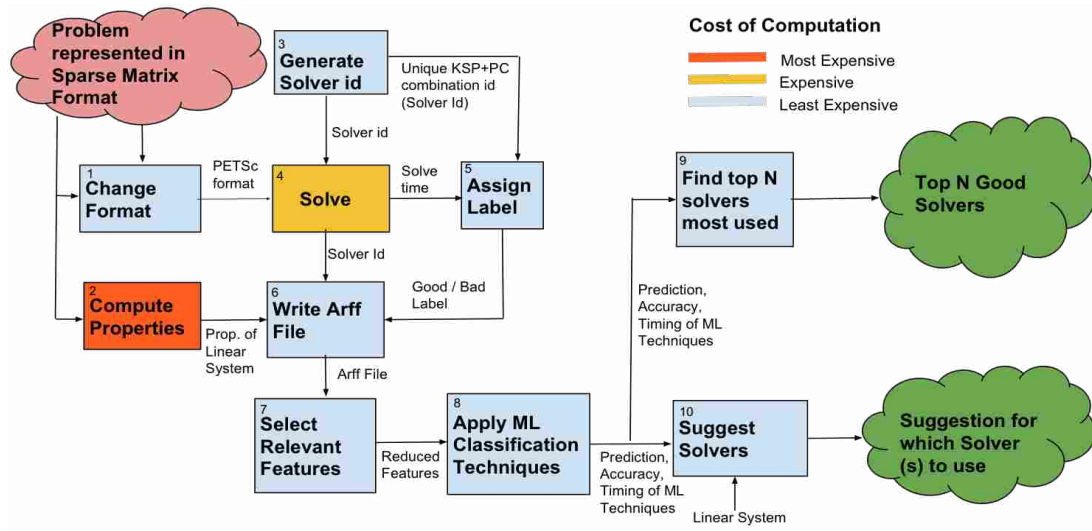 Problem
represented in
Sparse Matrix
Format
3
Generate
Solver id
Unique KSP+PC
combination id
(Solver Id)
Cost of Computation
Most Expensive
Expensive
Least Expensive
Solver id
1
Change
Format
PETSc
format
4
Solve
Solve
time
5
Assign
Label
9
Find top N
solvers
most used
Top N Good
Solvers
Solver Id
Good / Bad
Label
2
Compute
Properties
Prop. of
Linear
System
6
Write Arff
File
Prediction,
Accuracy,
Timing of ML
Techniques
Arff File
7
Select
Relevant
Features
Reduced
Features
8
Apply ML
Classification
Techniques
Prediction,
Accuracy,
Timing of ML
Techniques
10
Suggest
Solvers
Linear System
Suggestion for
which Solver
(s) to use